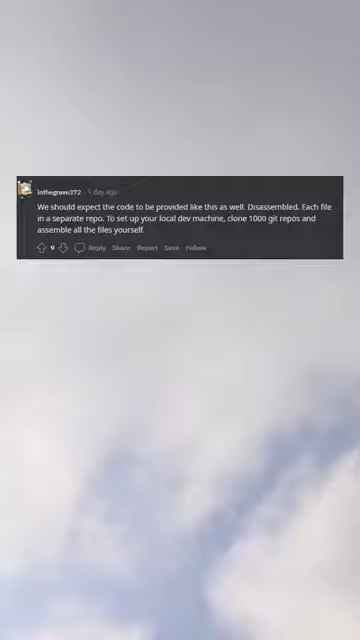 inthegrave372 · 1 day ago
We should expect the code to be provided like this as well. Disassembled. Each file
in a separate repo. To set up your local dev machine, clone 1000 git repos and
assemble all the files yourself.
9 Reply Share Report Save Follow